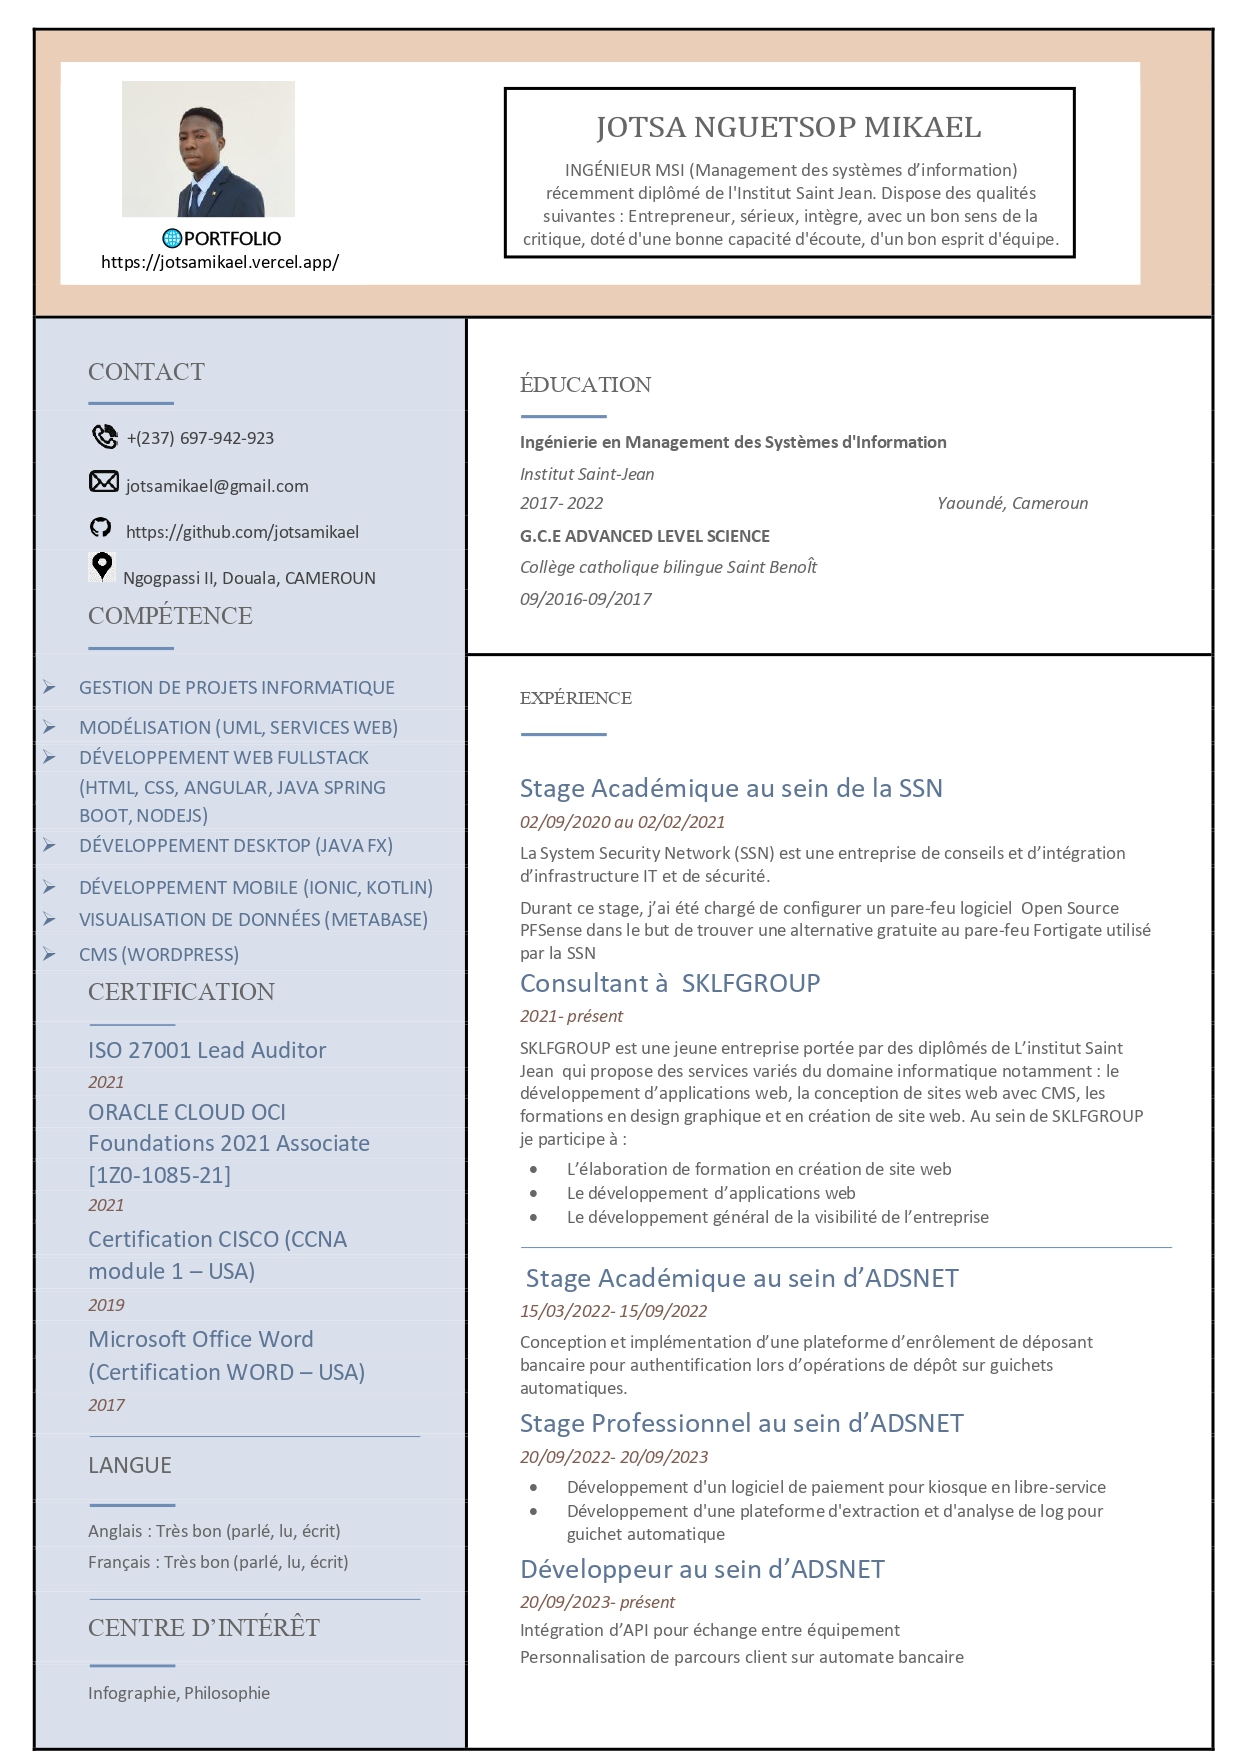 JOTSA NGUETSOP MIKAEL
INGÉNIEUR MSI (Management des systèmes d’information)
récemment diplômé de l'Institut Saint Jean. Dispose des qualités
suivantes : Entrepreneur, sérieux, intègre, avec un bon sens de la
critique, doté d'une bonne capacité d'écoute, d'un bon esprit d'équipe.
PORTFOLIO
https://jotsamikael.vercel.app/
CONTACT
+(237) 697-942-923
jotsamikael@gmail.com
https://github.com/jotsamikael
Ngogpassi II, Douala, CAMEROUN
COMPÉTENCE
GESTION DE PROJETS INFORMATIQUE
MODÉLISATION (UML, SERVICES WEB)
DÉVELOPPEMENT WEB FULLSTACK
(HTML, CSS, ANGULAR, JAVA SPRING
BOOT, NODEJS)
DÉVELOPPEMENT DESKTOP (JAVA FX)
DÉVELOPPEMENT MOBILE (IONIC, KOTLIN)
VISUALISATION DE DONNÉES (METABASE)
CMS (WORDPRESS)
CERTIFICATION
ISO 27001 Lead Auditor
2021
ORACLE CLOUD OCI
Foundations 2021 Associate
[1Z0-1085-21]
2021
Certification CISCO (CCNA
module 1 – USA)
2019
Microsoft Office Word
(Certification WORD – USA)
2017
LANGUE
Anglais : Très bon (parlé, lu, écrit)
Français : Très bon (parlé, lu, écrit)
CENTRE D’INTÉRÊT
Infographie, Philosophie
ÉDUCATION
Ingénierie en Management des Systèmes d'Information
Institut Saint-Jean
2017- 2022 Yaoundé, Cameroun
G.C.E ADVANCED LEVEL SCIENCE
Collège catholique bilingue Saint BenoÎt
09/2016-09/2017
EXPÉRIENCE
Stage Académique au sein de la SSN
02/09/2020 au 02/02/2021
La System Security Network (SSN) est une entreprise de conseils et d’intégration
d’infrastructure IT et de sécurité.
Durant ce stage, j’ai été chargé de configurer un pare-feu logiciel Open Source
PFSense dans le but de trouver une alternative gratuite au pare-feu Fortigate utilisé
par la SSN
Consultant à SKLFGROUP
2021- présent
SKLFGROUP est une jeune entreprise portée par des diplômés de L’institut Saint
Jean qui propose des services variés du domaine informatique notamment : le
développement d’applications web, la conception de sites web avec CMS, les
formations en design graphique et en création de site web. Au sein de SKLFGROUP
je participe à :
• L’élaboration de formation en création de site web
• Le développement d’applications web
• Le développement général de la visibilité de l’entreprise
Stage Académique au sein d’ADSNET
15/03/2022- 15/09/2022
Conception et implémentation d’une plateforme d’enrôlement de déposant
bancaire pour authentification lors d’opérations de dépôt sur guichets
automatiques.
Stage Professionnel au sein d’ADSNET
20/09/2022- 20/09/2023
• Développement d'un logiciel de paiement pour kiosque en libre-service
• Développement d'une plateforme d'extraction et d'analyse de log pour
guichet automatique
Développeur au sein d’ADSNET
20/09/2023- présent
Intégration d’API pour échange entre équipement
Personnalisation de parcours client sur automate bancaire